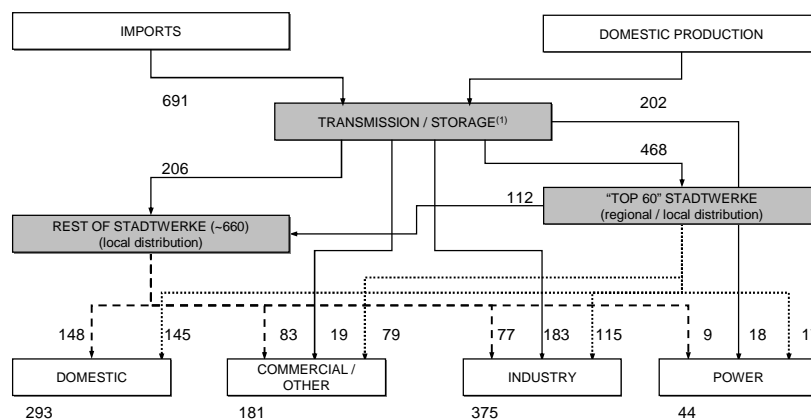 IMPORTS
DOMESTIC PRODUCTION
691
202
TRANSMISSION / STORAGE(1)
206
468
112
REST OF STADTWERKE (~660)
(local distribution)
"TOP 60" STADTWERKE
(regional / local distribution)
148
145
83
19
79
77
183
115
9
18
1
DOMESTIC
COMMERCIAL /
OTHER
INDUSTRY
POWER
293
181
375
44